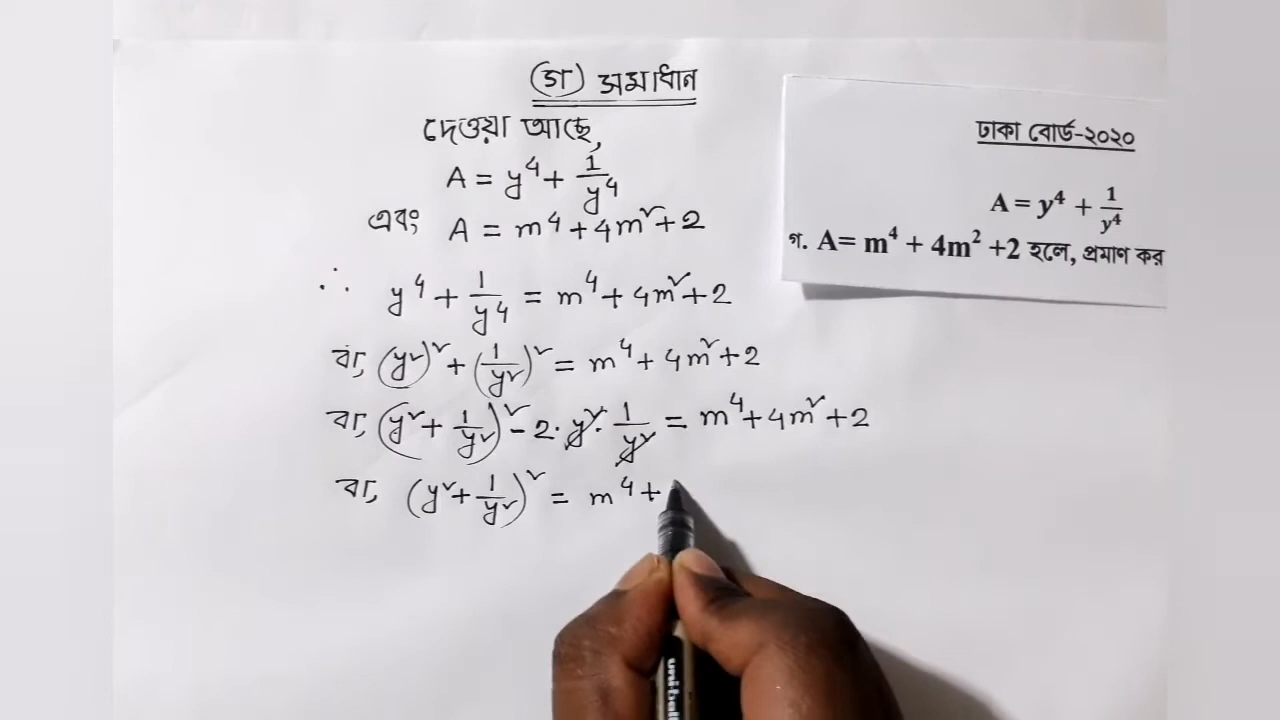 (গ) সমাধান
দেওয়া আছে,
A = y⁴ + 1/y⁴
এবং A = m⁴ + 4m² + 2
∴ y⁴ + 1/y⁴ = m⁴ + 4m² + 2
বা, (y²)² + (1/y²)² = m⁴ + 4m² + 2
বা, (y² + 1/y²)² - 2 · y² · 1/y² = m⁴ + 4m² + 2
বা, (y² + 1/y²)² = m⁴ +
ঢাকা বোর্ড-২০২০
A = y⁴ + 1/y⁴
গ. A= m⁴ + 4m² +2 হলে, প্রমাণ কর
uni-ball